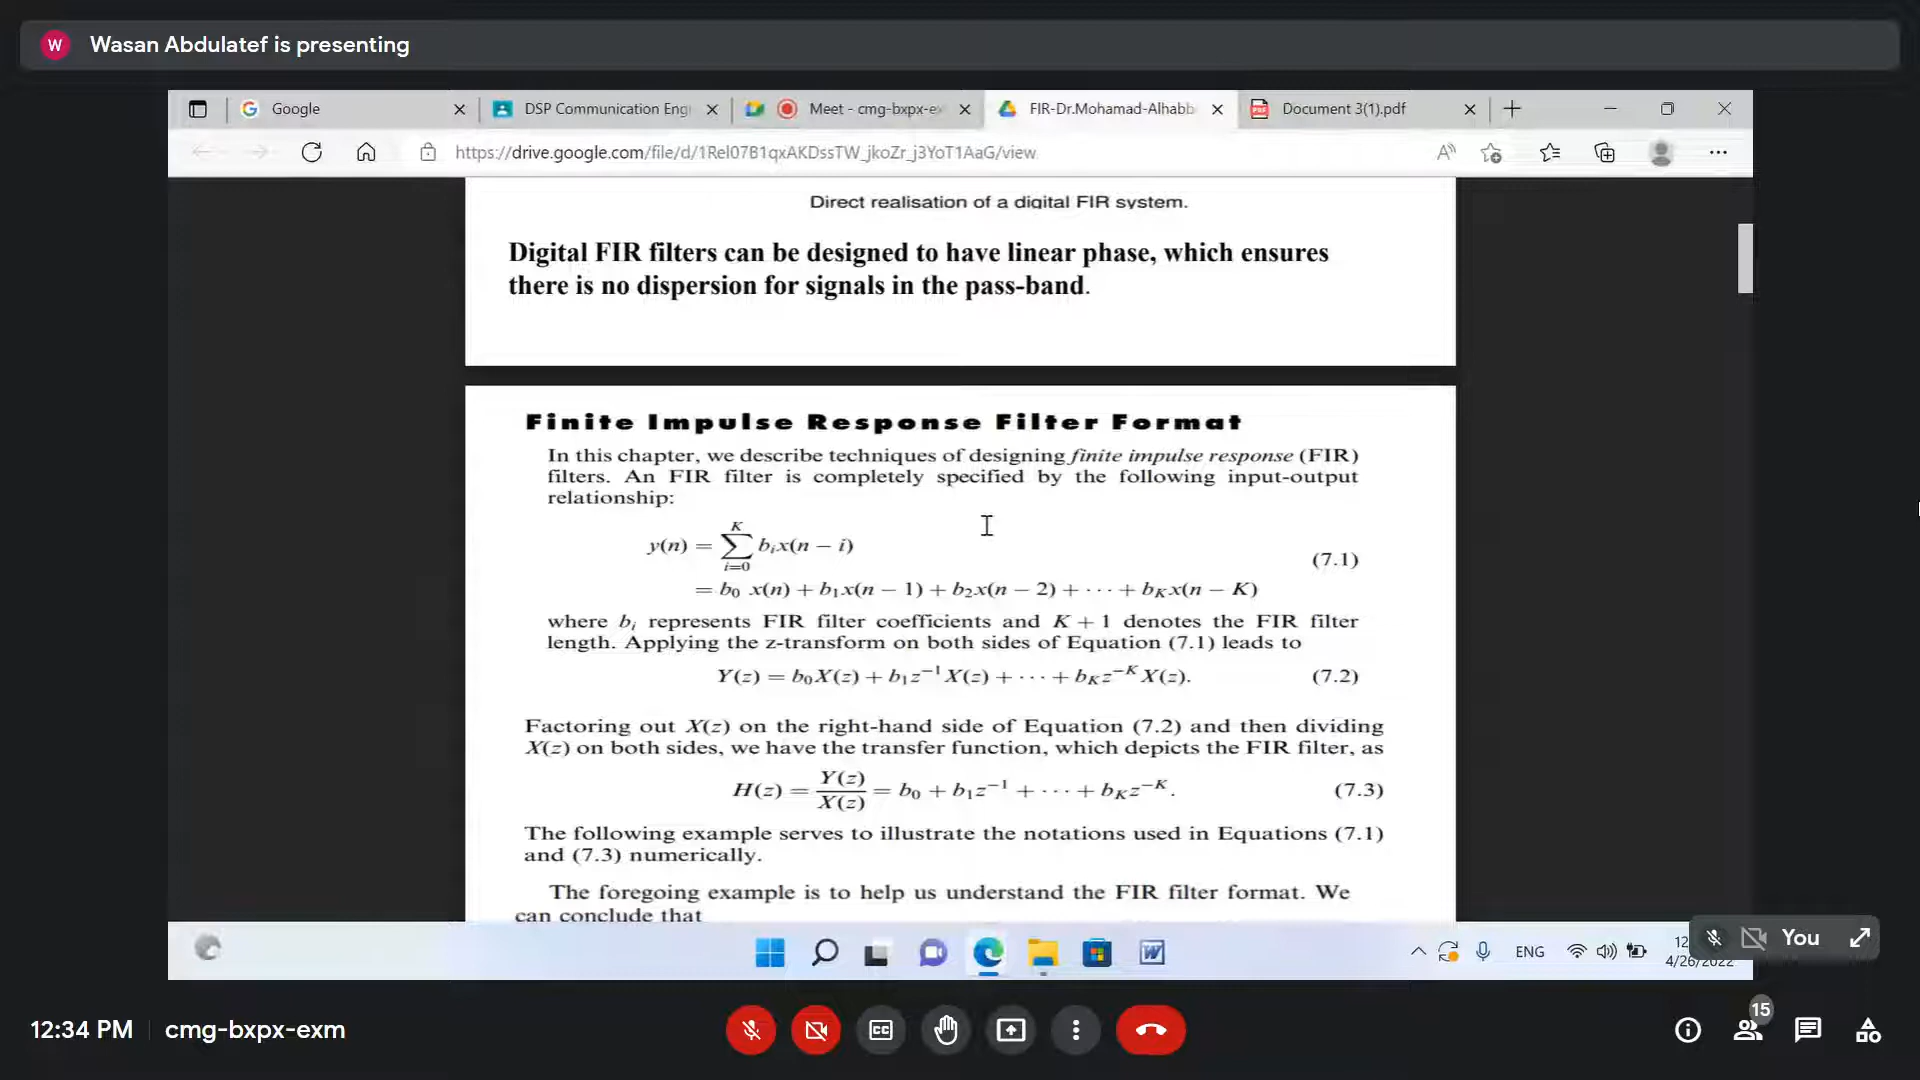 W Wasan Abdulatef is presenting
Google DSP Communication Eng Meet - cmg-bxpx-e FIR-Dr.Mohamad-Alhabb Document 3(1).pdf
https://drive.google.com/file/d/1Rel07B1qxAKDssTW_jkoZr_j3YoT1AaG/view
Direct realisation of a digital FIR system.
Digital FIR filters can be designed to have linear phase, which ensures
there is no dispersion for signals in the pass-band.
Finite Impulse Response Filter Format
In this chapter, we describe techniques of designing finite impulse response (FIR)
filters. An FIR filter is completely specified by the following input-output
relationship:
y(n) = ∑_{i=0}^{K} b_i x(n − i) (7.1)
= b_0 x(n) + b_1 x(n − 1) + b_2 x(n − 2) + ··· + b_K x(n − K)
where b_i represents FIR filter coefficients and K + 1 denotes the FIR filter
length. Applying the z-transform on both sides of Equation (7.1) leads to
Y(z) = b_0 X(z) + b_1 z^{−1} X(z) + ··· + b_K z^{−K} X(z). (7.2)
Factoring out X(z) on the right-hand side of Equation (7.2) and then dividing
X(z) on both sides, we have the transfer function, which depicts the FIR filter, as
H(z) = Y(z)/X(z) = b_0 + b_1 z^{−1} + ··· + b_K z^{−K}. (7.3)
The following example serves to illustrate the notations used in Equations (7.1)
and (7.3) numerically.
The foregoing example is to help us understand the FIR filter format. We
can conclude that
ENG 12
4/26/2022
You
12:34 PM cmg-bxpx-exm CC 15